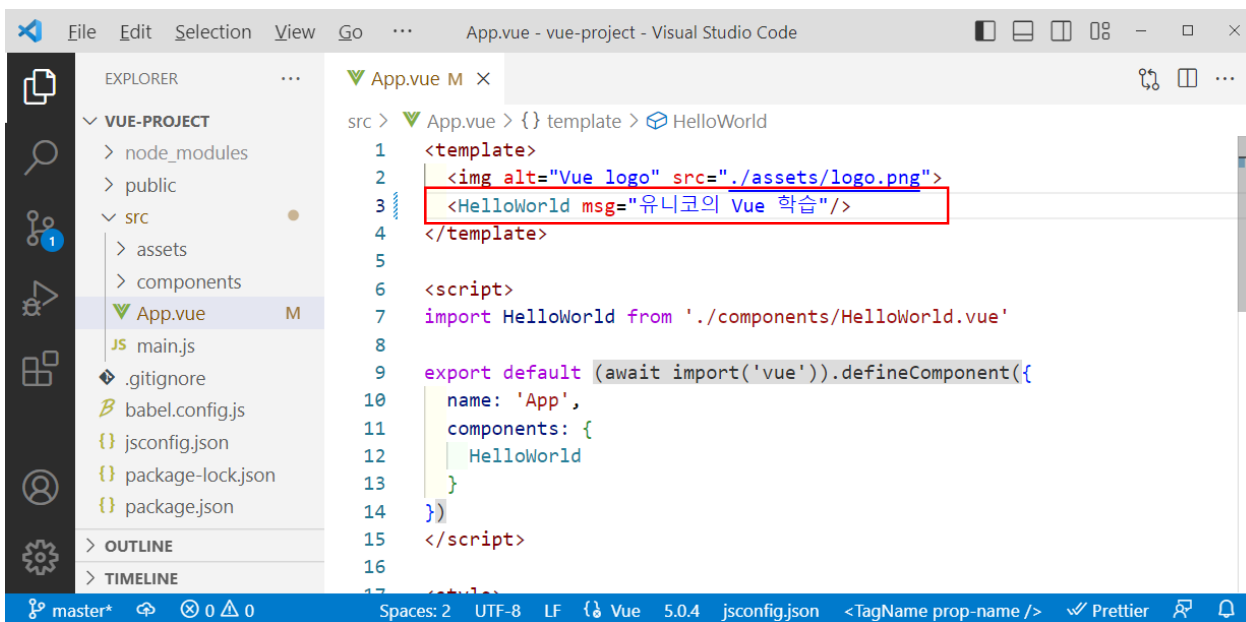 File Edit Selection View Go ··· App.vue - vue-project - Visual Studio Code
EXPLORER ···
VUE-PROJECT
node_modules
public
src
assets
components
App.vue M
JS main.js
.gitignore
babel.config.js
{} jsconfig.json
{} package-lock.json
{} package.json
OUTLINE
TIMELINE
1
App.vue M ×
src > App.vue > {} template > HelloWorld
1 <template>
2 <img alt="Vue logo" src="./assets/logo.png">
3 <HelloWorld msg="유니코의 Vue 학습"/>
4 </template>
5
6 <script>
7 import HelloWorld from './components/HelloWorld.vue'
8
9 export default (await import('vue')).defineComponent({
10 name: 'App',
11 components: {
12 HelloWorld
13 }
14 })
15 </script>
16
17 <style>
master* 0 0 Spaces: 2 UTF-8 LF Vue 5.0.4 jsconfig.json <TagName prop-name /> Prettier